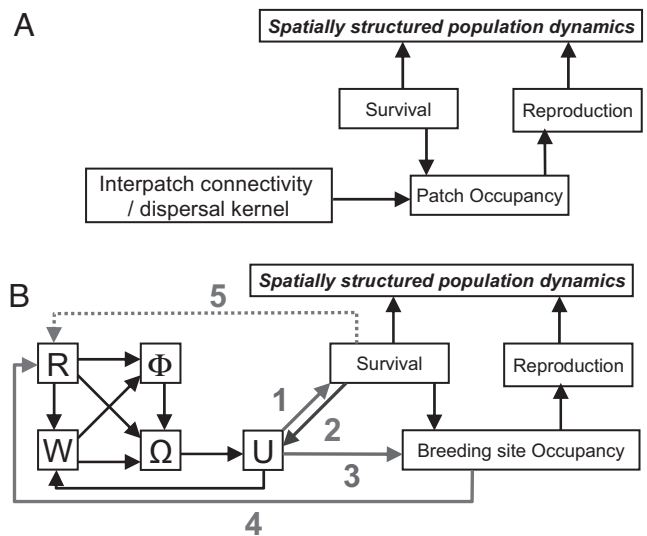 A
Spatially structured population dynamics
Survival
Reproduction
Interpatch connectivity
/ dispersal kernel
Patch Occupancy
B
Spatially structured population dynamics
5
R
Φ
Survival
Reproduction
1
2
W
Ω
U
Breeding site Occupancy
3
4